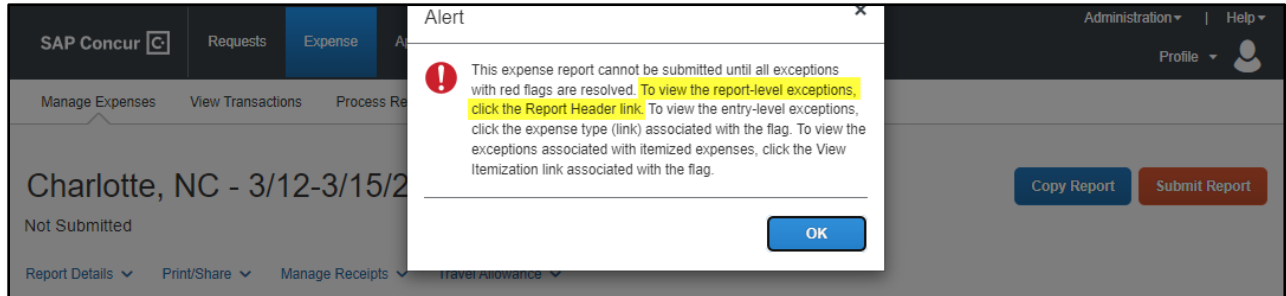 Alert ×
Administration | Help
SAP Concur C Requests Expense
Profile
This expense report cannot be submitted until all exceptions
with red flags are resolved. To view the report-level exceptions,
click the Report Header link. To view the entry-level exceptions,
click the expense type (link) associated with the flag. To view the
exceptions associated with itemized expenses, click the View
Itemization link associated with the flag.
Manage Expenses View Transactions Process Re
Charlotte, NC - 3/12-3/15/2
Copy Report Submit Report
Not Submitted
OK
Report Details Print/Share Manage Receipts Travel Allowance